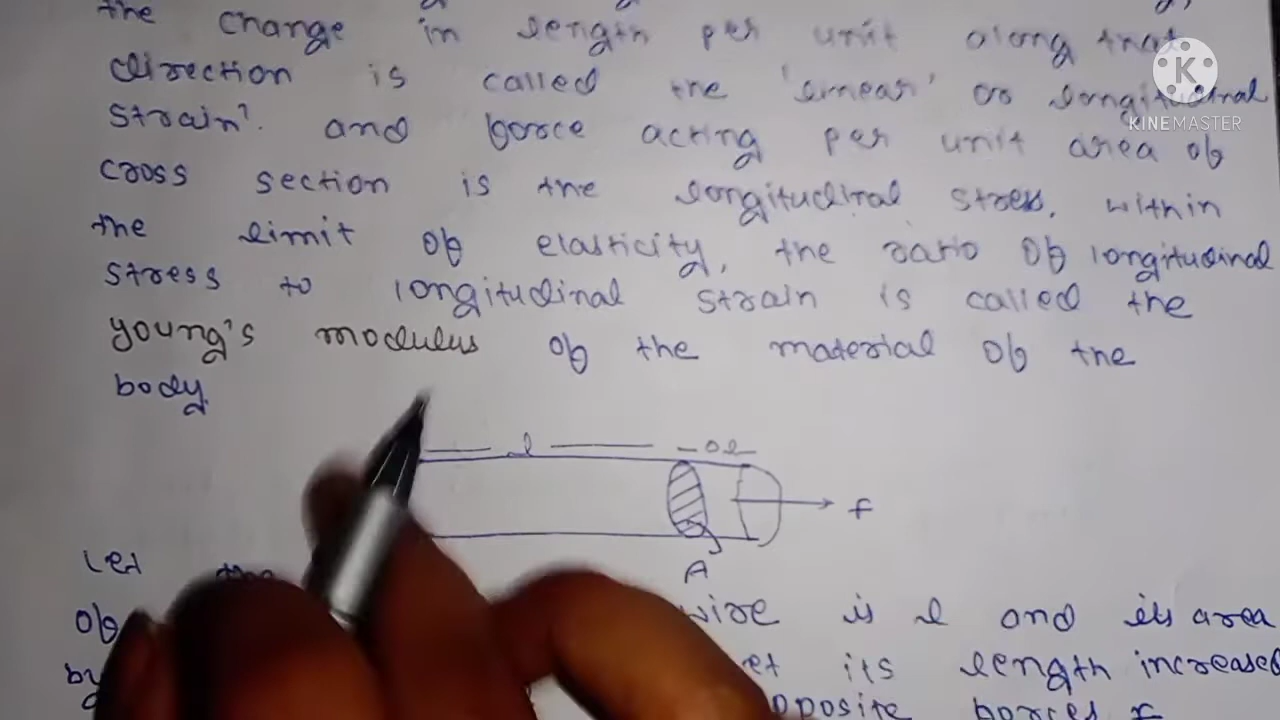 the change in length per unit along that
direction is called the 'linear' or longitudinal
strain'. and force acting per unit area of
cross section is the longitudinal stress. within
the limit of elasticity, the ratio of longitudinal
stress to longitudinal strain is called the
young's modulus of the material of the
body.
l
F
A
Let the
of wire is l and its area
by its length increased
opposite forces F
K
KINEMASTER